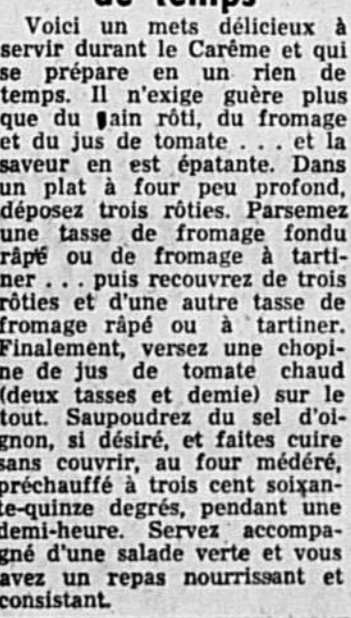 de temps
Voici un mets délicieux à
servir durant le Carême et qui
se prépare en un rien de
temps. Il n'exige guère plus
que du ain rôti, du fromage
et du jus de tomate . . . et la
saveur en est épatante. Dans
un plat à four peu profond,
déposez trois rôties. Parsemez
une tasse de fromage fondu
râpé ou de fromage à tarti-
ner . . . puis recouvrez de trois
rôties et d'une autre tasse de
fromage râpé ou à tartiner.
Finalement, versez une chopi-
ne de jus de tomate chaud
(deux tasses et demie) sur le
tout. Saupoudrez du sel d'oi-
gnon, si désiré, et faites cuire
sans couvrir, au four médéré,
préchauffé à trois cent soixan-
te-quinze degrés, pendant une
demi-heure. Servez accompa-
gné d'une salade verte et vous
avez un repas nourrissant et
consistant.